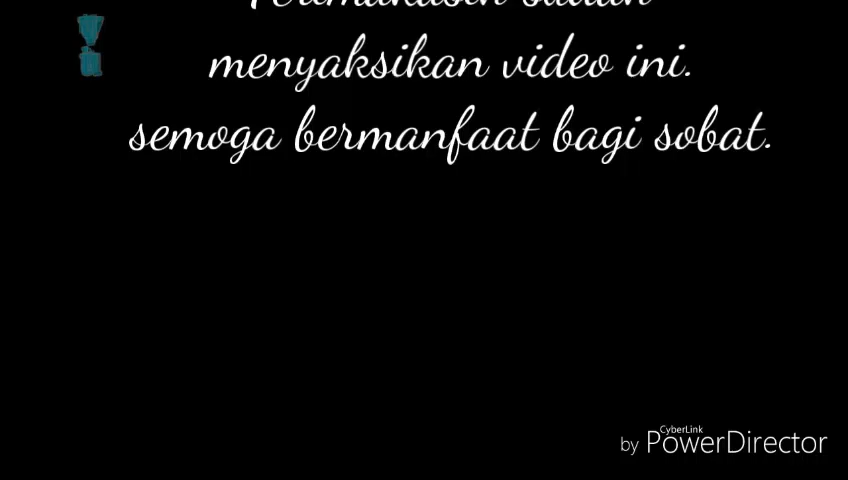 menyaksikan video ini.
semoga bermanfaat bagi sobat.
by CyberLink PowerDirector